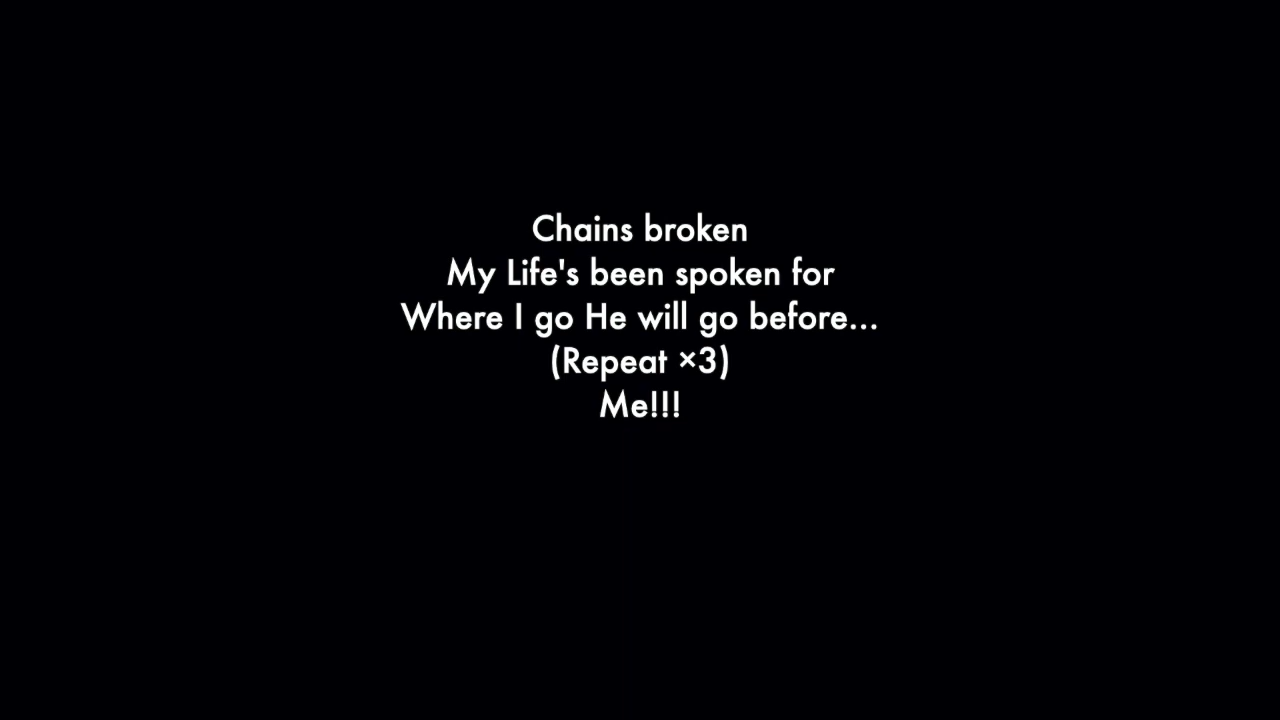 Chains broken
My Life's been spoken for
Where I go He will go before...
(Repeat ×3)
Me!!!